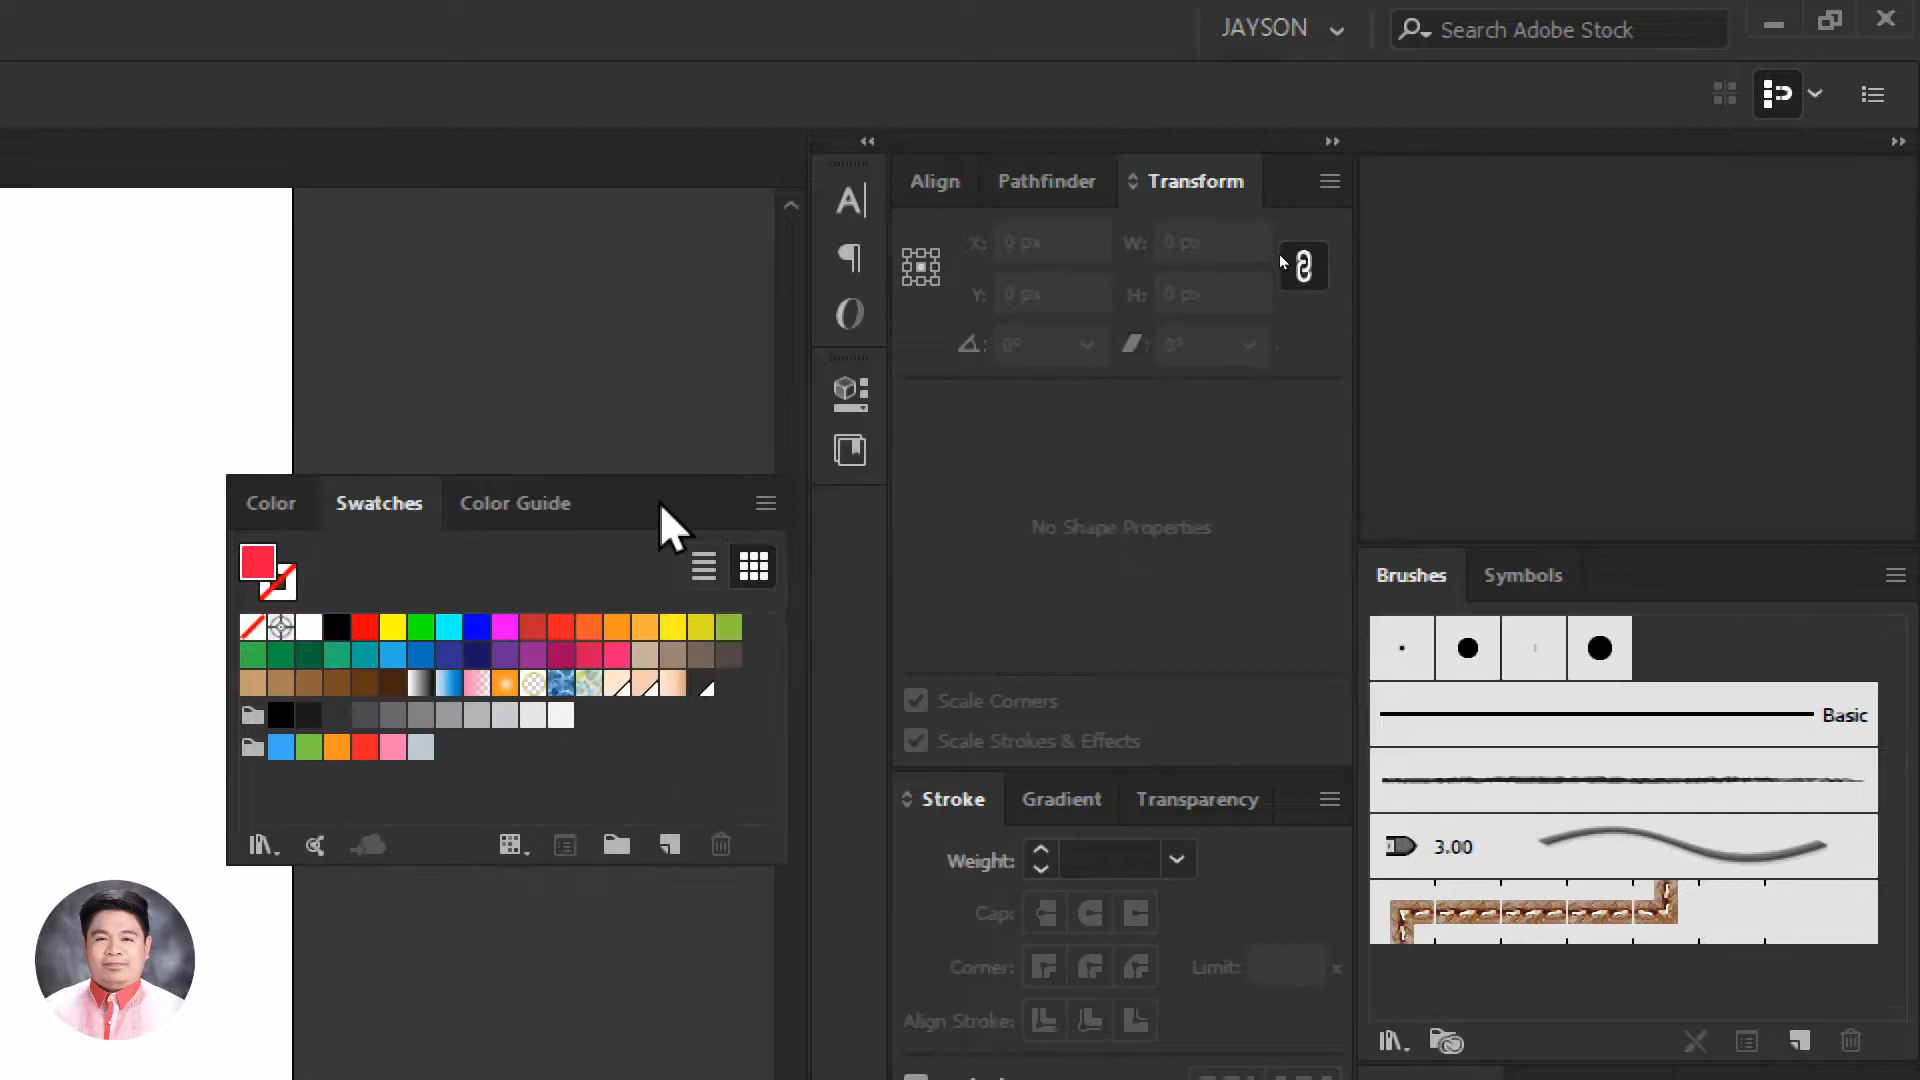 JAYSON
Search Adobe Stock
Align
Pathfinder
Transform
X: 0 px
W: 0 px
Y: 0 px
H: 0 px
0°
0°
No Shape Properties
Scale Corners
Scale Strokes & Effects
Color
Swatches
Color Guide
Stroke
Gradient
Transparency
Weight:
Cap:
Corner:
Limit:
x
Align Stroke:
Brushes
Symbols
Basic
3.00